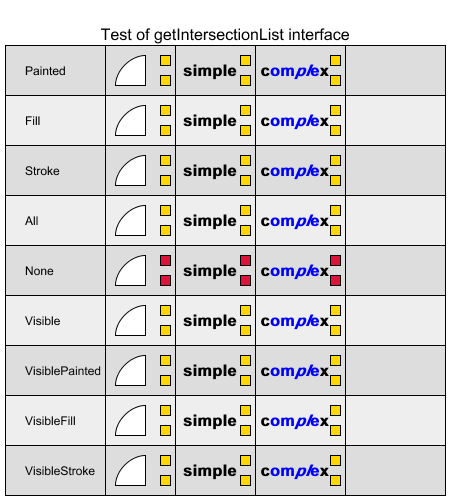 Test of getIntersectionList interface
Painted simple complex
Fill simple complex
Stroke simple complex
All simple complex
None simple complex
Visible simple complex
VisiblePainted simple complex
VisibleFill simple complex
VisibleStroke simple complex